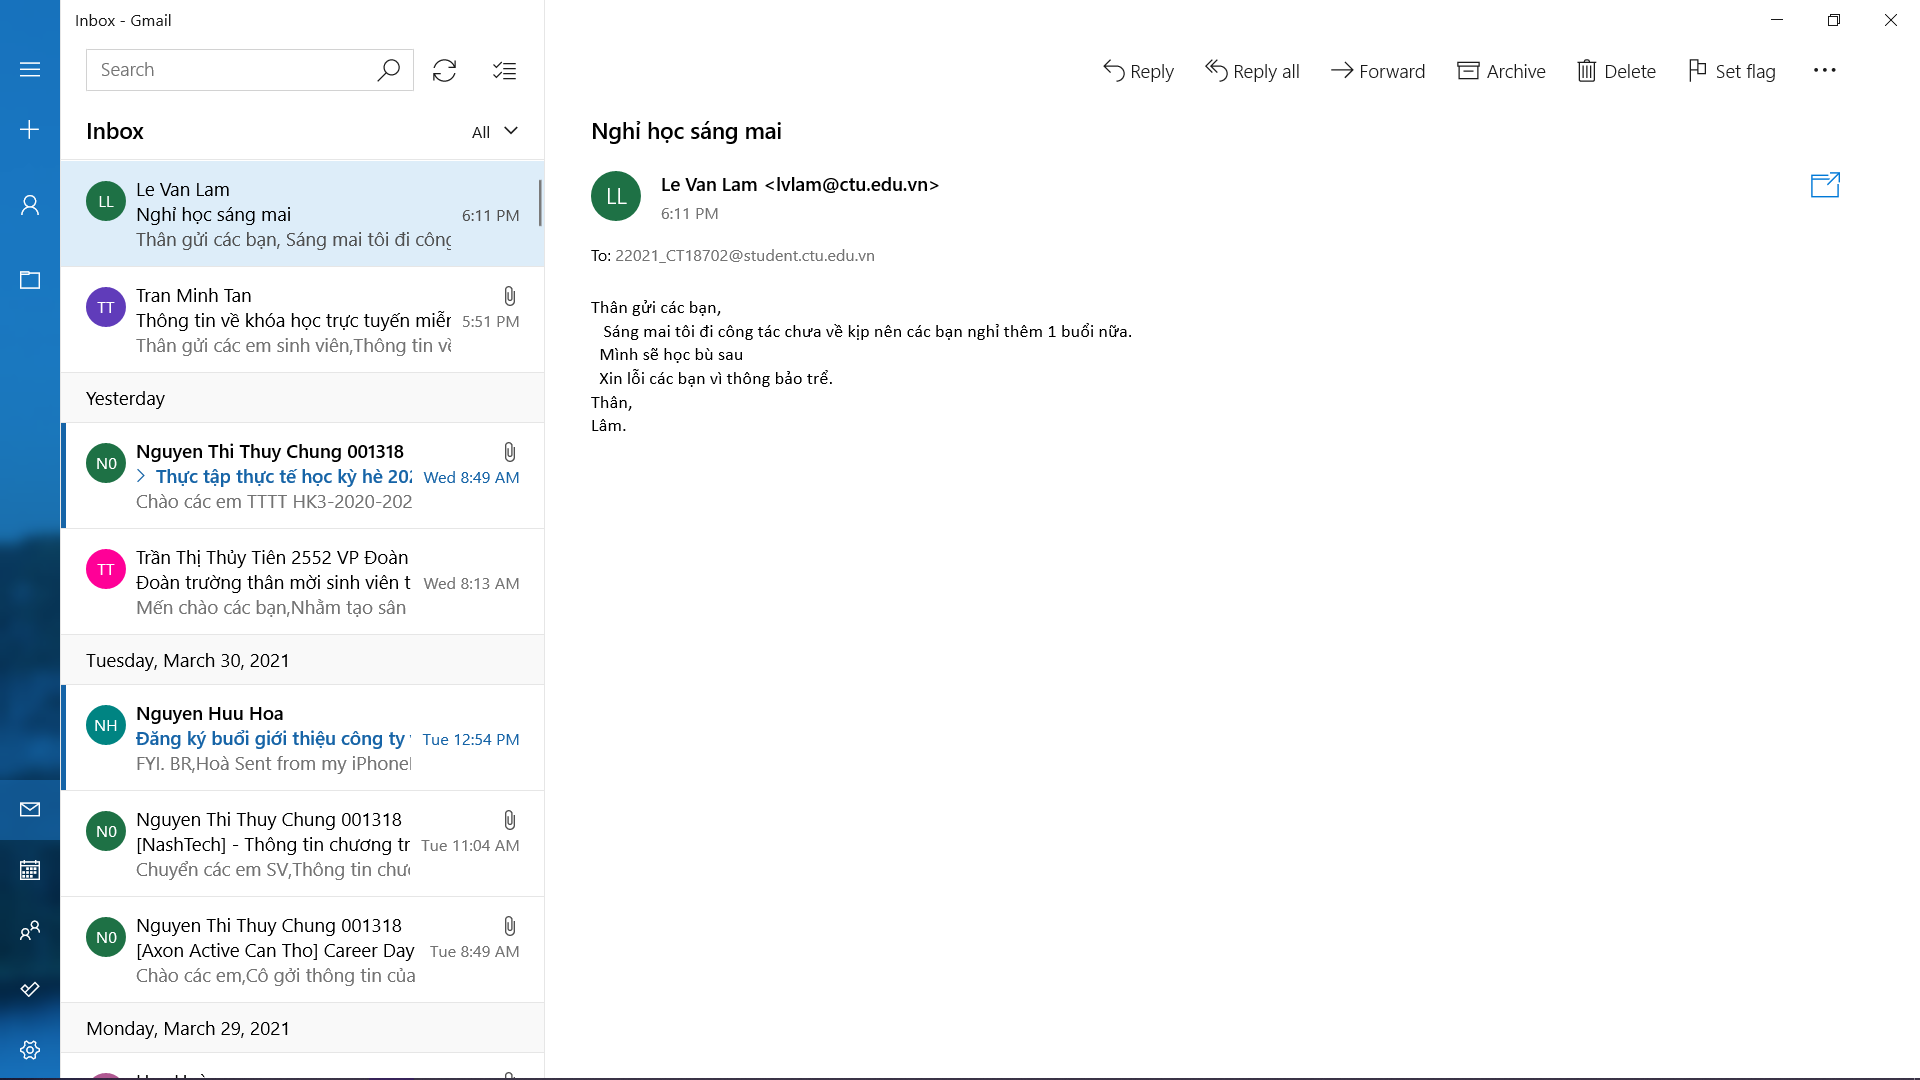 Inbox - Gmail
Search
Inbox
All
Le Van Lam
Nghỉ học sáng mai
6:11 PM
Thân gửi các bạn, Sáng mai tôi đi công
TT
Tran Minh Tan
Thông tin về khóa học trực tuyến miễn
5:51 PM
Thân gửi các em sinh viên,Thông tin về
Yesterday
N0
Nguyen Thi Thuy Chung 001318
Thực tập thực tế học kỳ hè 202
Wed 8:49 AM
Chào các em TTTT HK3-2020-202
TT
Trần Thị Thủy Tiên 2552 VP Đoàn
Đoàn trường thân mời sinh viên t
Wed 8:13 AM
Mến chào các bạn,Nhằm tạo sân
Tuesday, March 30, 2021
NH
Nguyen Huu Hoa
Đăng ký buổi giới thiệu công ty
Tue 12:54 PM
FYI. BR,Hoà Sent from my iPhone
N0
Nguyen Thi Thuy Chung 001318
[NashTech] - Thông tin chương tr
Tue 11:04 AM
Chuyển các em SV,Thông tin chư
N0
Nguyen Thi Thuy Chung 001318
[Axon Active Can Tho] Career Day
Tue 8:49 AM
Chào các em,Cô gởi thông tin của
Monday, March 29, 2021
Reply
Reply all
Forward
Archive
Delete
Set flag
Nghỉ học sáng mai
LL
Le Van Lam <lvlam@ctu.edu.vn>
6:11 PM
To: 22021_CT18702@student.ctu.edu.vn
Thân gửi các bạn,
Sáng mai tôi đi công tác chưa về kịp nên các bạn nghỉ thêm 1 buổi nữa.
Mình sẽ học bù sau
Xin lỗi các bạn vì thông bảo trể.
Thân,
Lâm.